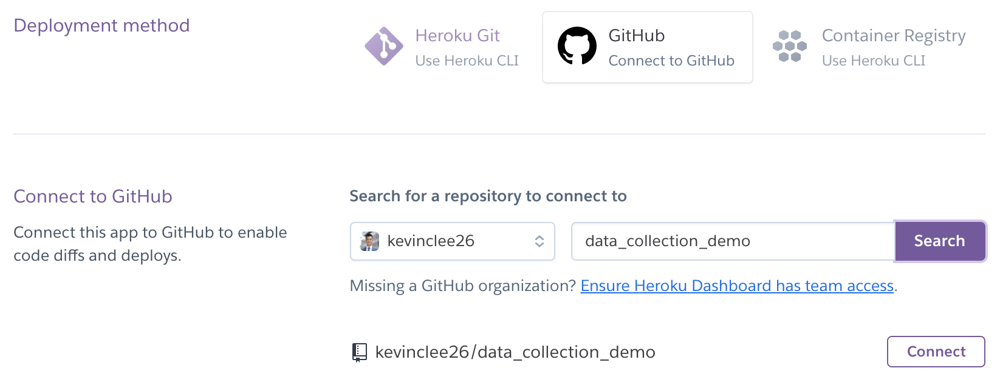 Deployment method
Heroku Git
Use Heroku CLI
GitHub
Connect to GitHub
Container Registry
Use Heroku CLI
Connect to GitHub
Connect this app to GitHub to enable
code diffs and deploys.
Search for a repository to connect to
kevinclee26
data_collection_demo
Search
Missing a GitHub organization? Ensure Heroku Dashboard has team access.
kevinclee26/data_collection_demo
Connect